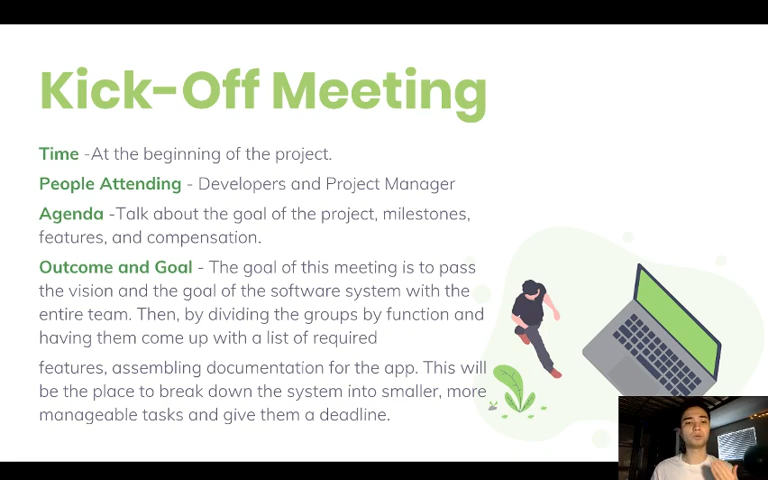 Kick-Off Meeting
Time -At the beginning of the project.
People Attending - Developers and Project Manager
Agenda -Talk about the goal of the project, milestones,
features, and compensation.
Outcome and Goal - The goal of this meeting is to pass
the vision and the goal of the software system with the
entire team. Then, by dividing the groups by function and
having them come up with a list of required
features, assembling documentation for the app. This will
be the place to break down the system into smaller, more
manageable tasks and give them a deadline.